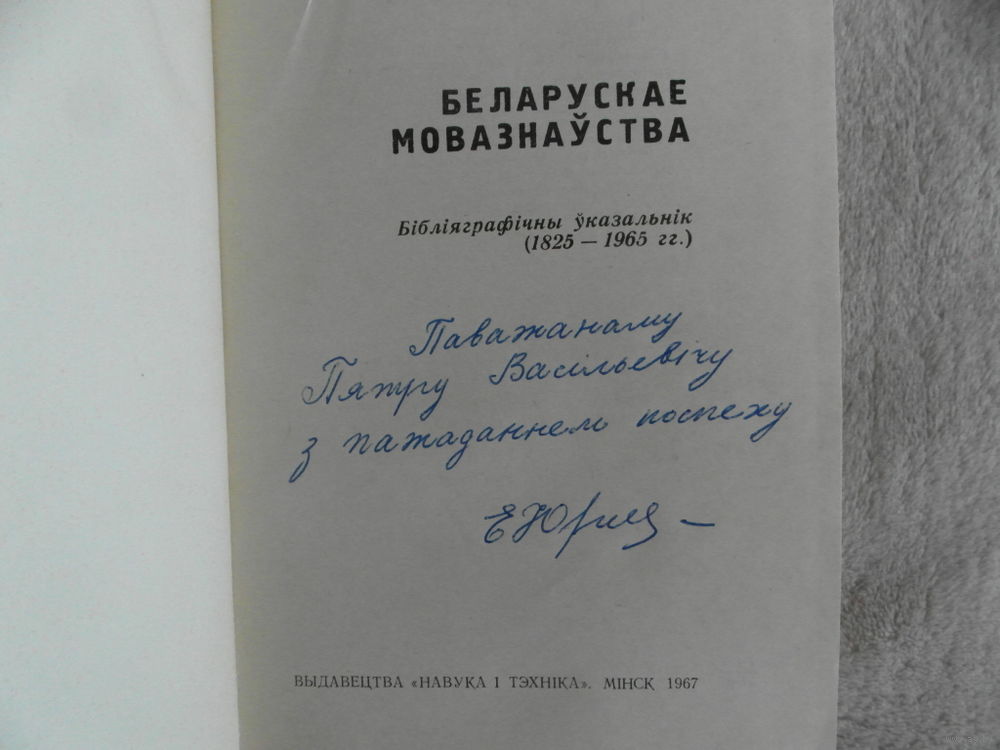 БЕЛАРУСКАЕ
МОВАЗНАЎСТВА
Бібліяграфічны ўказальнік
(1825 — 1965 гг.)
Паважанаму
Пятру Васільевічу
з пажаданнем поспеху
ВЫДАВЕЦТВА «НАВУКА І ТЭХНІКА». МІНСК 1967